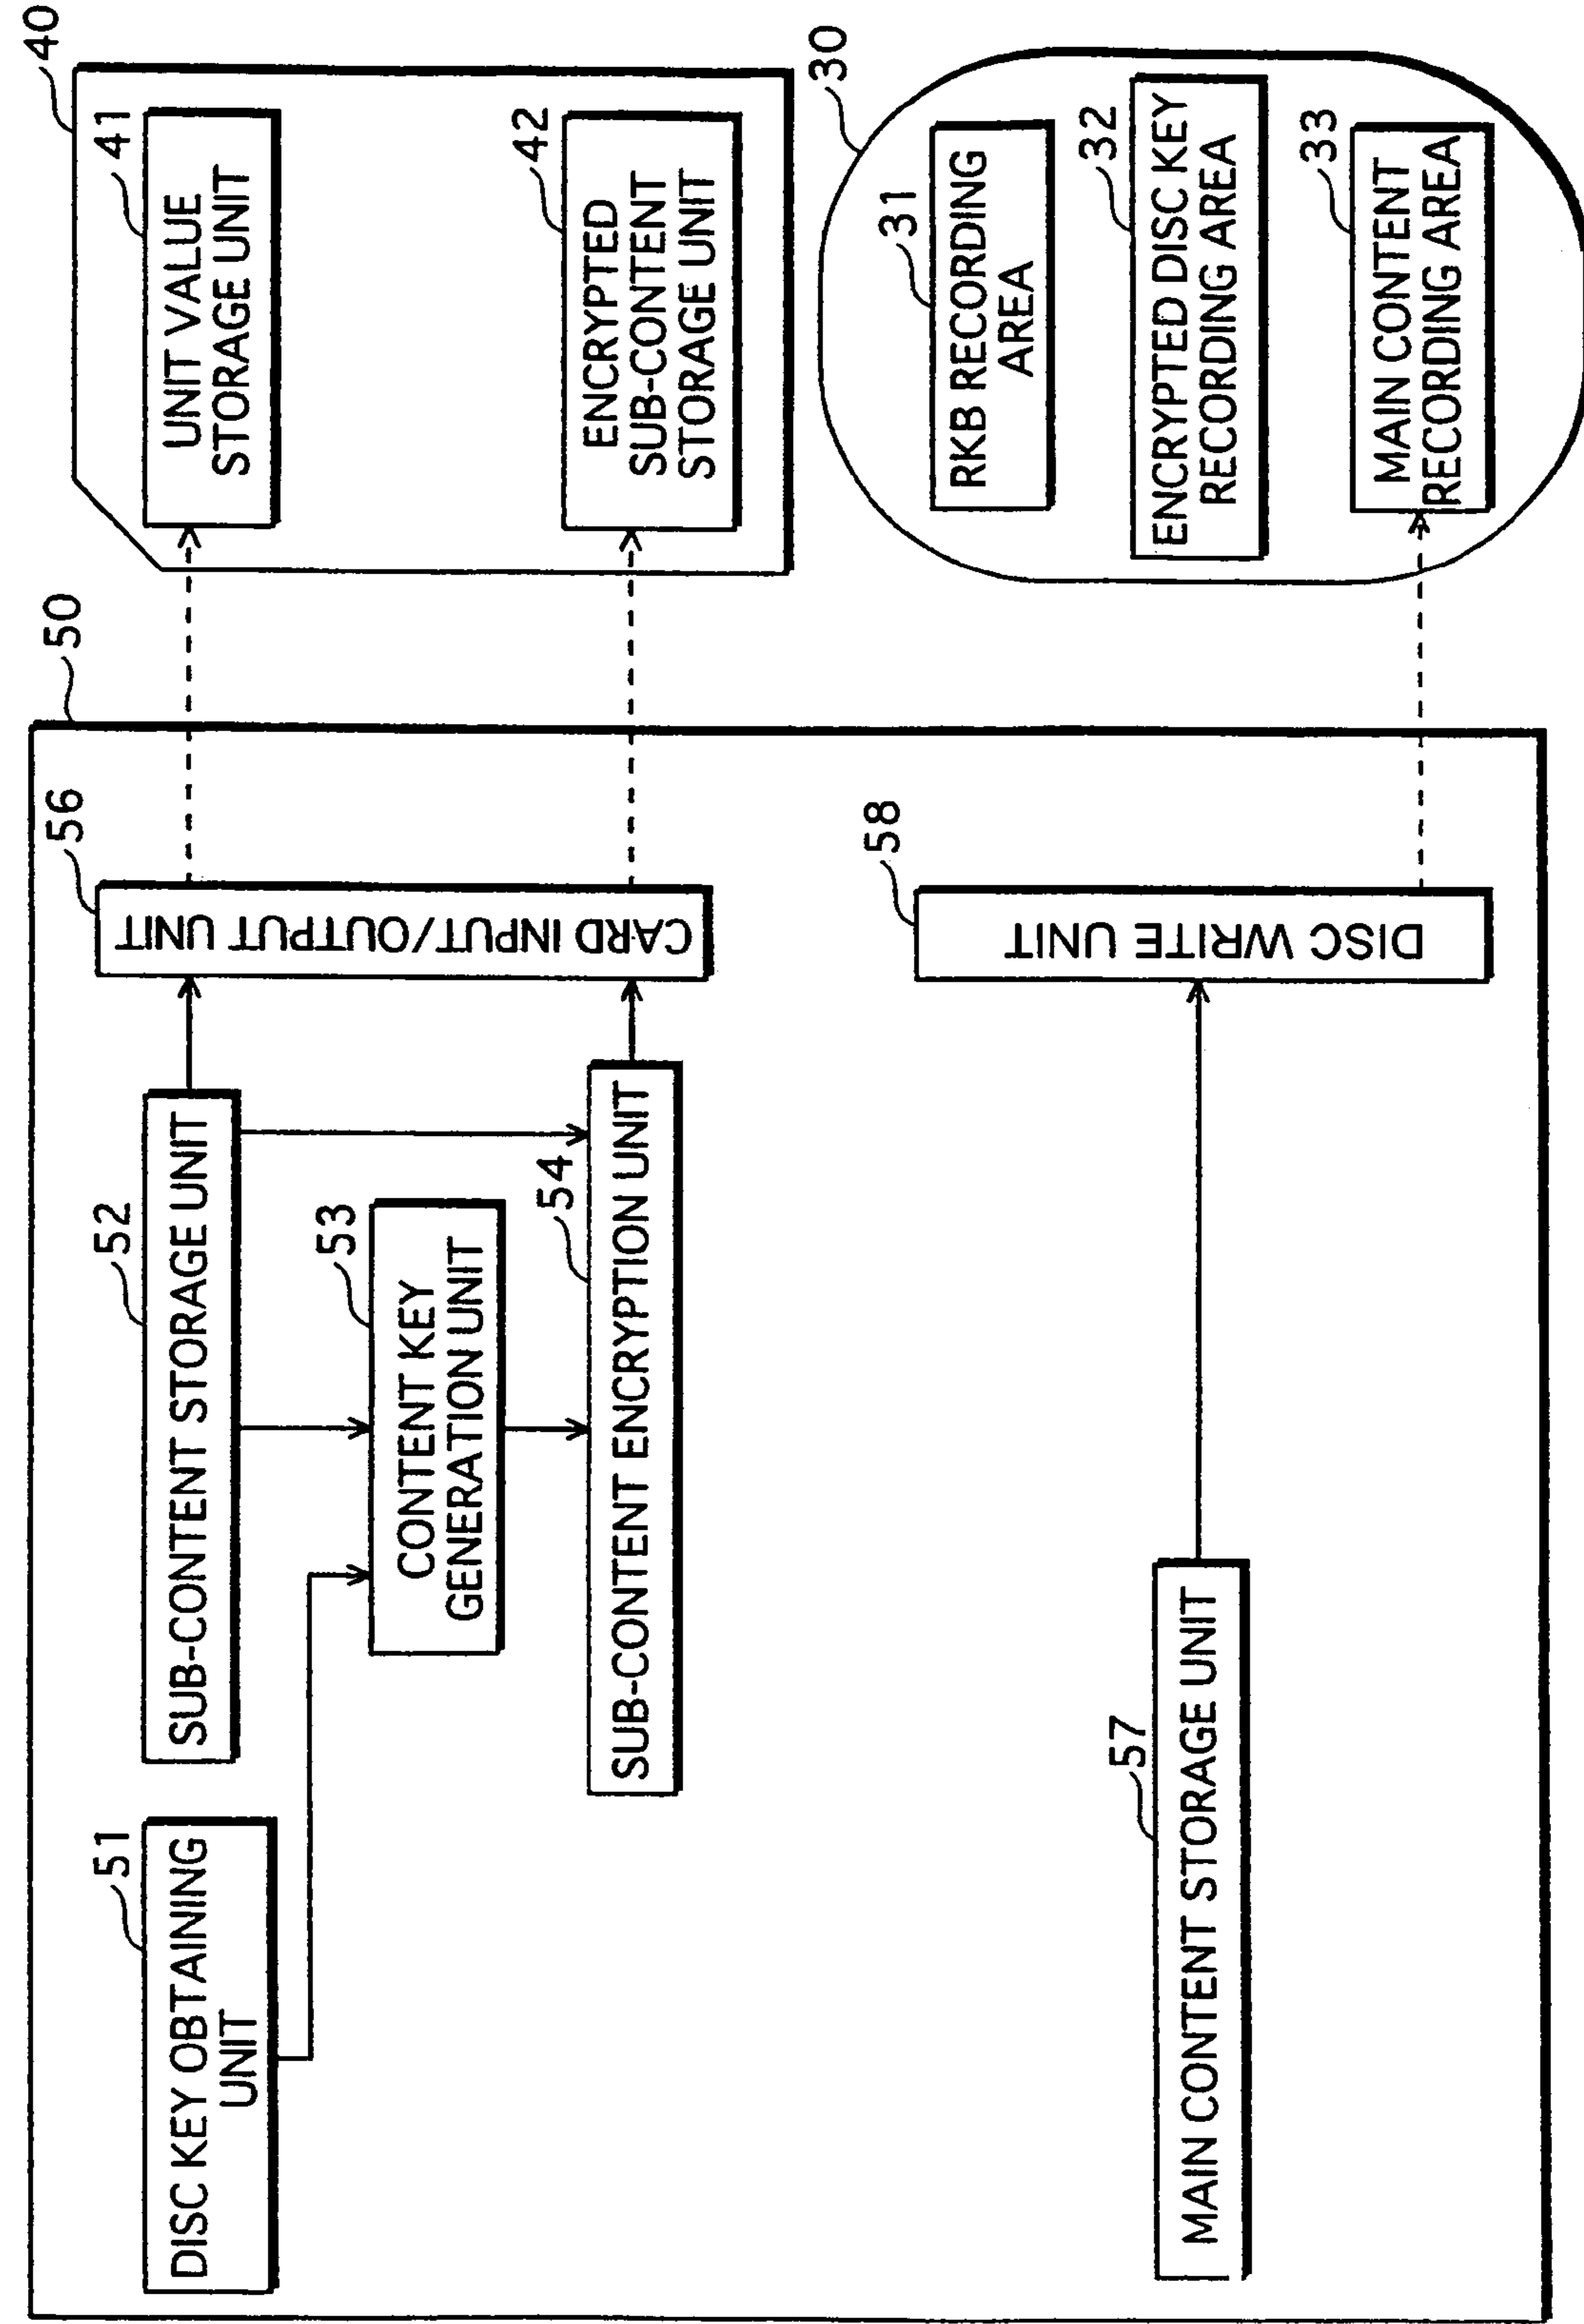 50
51
DISC KEY OBTAINING
UNIT
52
SUB-CONTENT STORAGE UNIT
53
CONTENT KEY
GENERATION UNIT
54
SUB-CONTENT ENCRYPTION UNIT
56
CARD INPUT/OUTPUT UNIT
57
MAIN CONTENT STORAGE UNIT
58
DISC WRITE UNIT
40
41
UNIT VALUE
STORAGE UNIT
42
ENCRYPTED
SUB-CONTENT
STORAGE UNIT
30
31
RKB RECORDING
AREA
32
ENCRYPTED DISC KEY
RECORDING AREA
33
MAIN CONTENT
RECORDING AREA